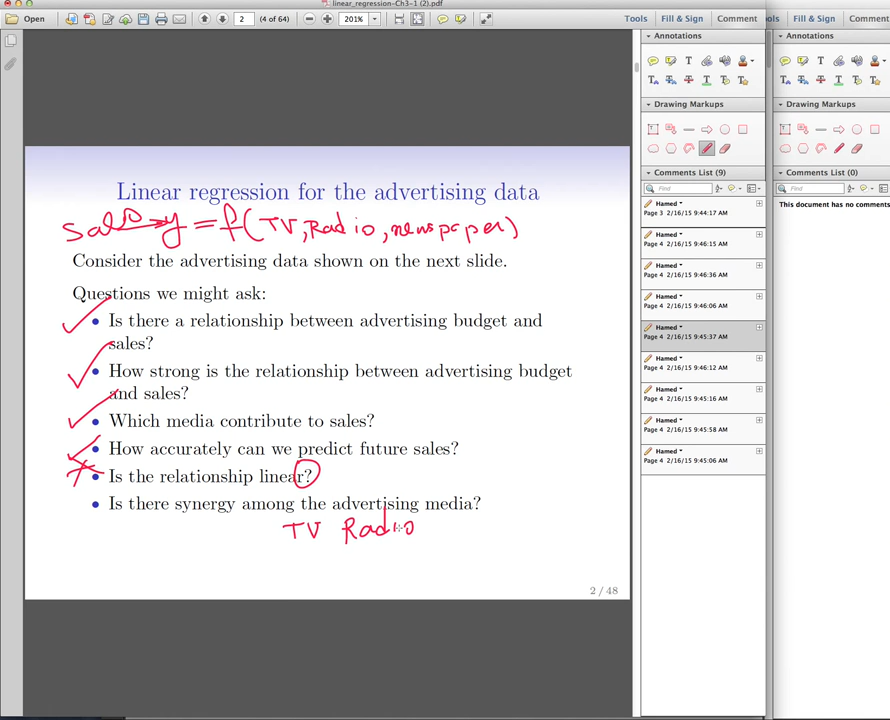 linear_regression-Ch3-1 (2).pdf
Open
2
(4 of 64)
201%
Tools
Fill & Sign
Comment
ols
Fill & Sign
Comment
Annotations
Annotations
Drawing Markups
Drawing Markups
Comments List (9)
Comments List (0)
Find
Find
This document has no comments
Hamed
Page 3 2/16/15 9:44:17 AM
Hamed
Page 4 2/16/15 9:46:15 AM
Hamed
Page 4 2/16/15 9:46:36 AM
Hamed
Page 4 2/16/15 9:46:06 AM
Hamed
Page 4 2/16/15 9:45:37 AM
Hamed
Page 4 2/16/15 9:46:12 AM
Hamed
Page 4 2/16/15 9:45:16 AM
Hamed
Page 4 2/16/15 9:45:58 AM
Hamed
Page 4 2/16/15 9:45:06 AM
Linear regression for the advertising data
Sales y = f(TV, Radio, newspaper)
Consider the advertising data shown on the next slide.
Questions we might ask:
• Is there a relationship between advertising budget and
sales?
• How strong is the relationship between advertising budget
and sales?
• Which media contribute to sales?
• How accurately can we predict future sales?
• Is the relationship linear?
• Is there synergy among the advertising media?
TV Radio
2 / 48